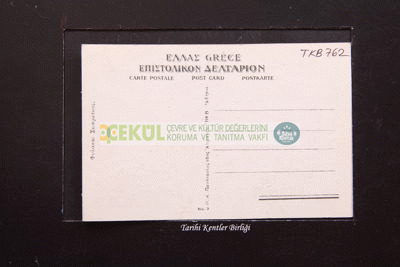 TKB 762
ΕΛΛΑΣ GRÈCE
ΕΠΙΣΤΟΛΙΚΟΝ ΔΕΛΤΑΡΙΟΝ
CARTE POSTALE POST CARD POSTKARTE
ÇEKÜL
ÇEVRE VE KÜLTÜR DEĞERLERİNİ
KORUMA VE TANITMA VAKFI
Tarihi Kentler Birliği